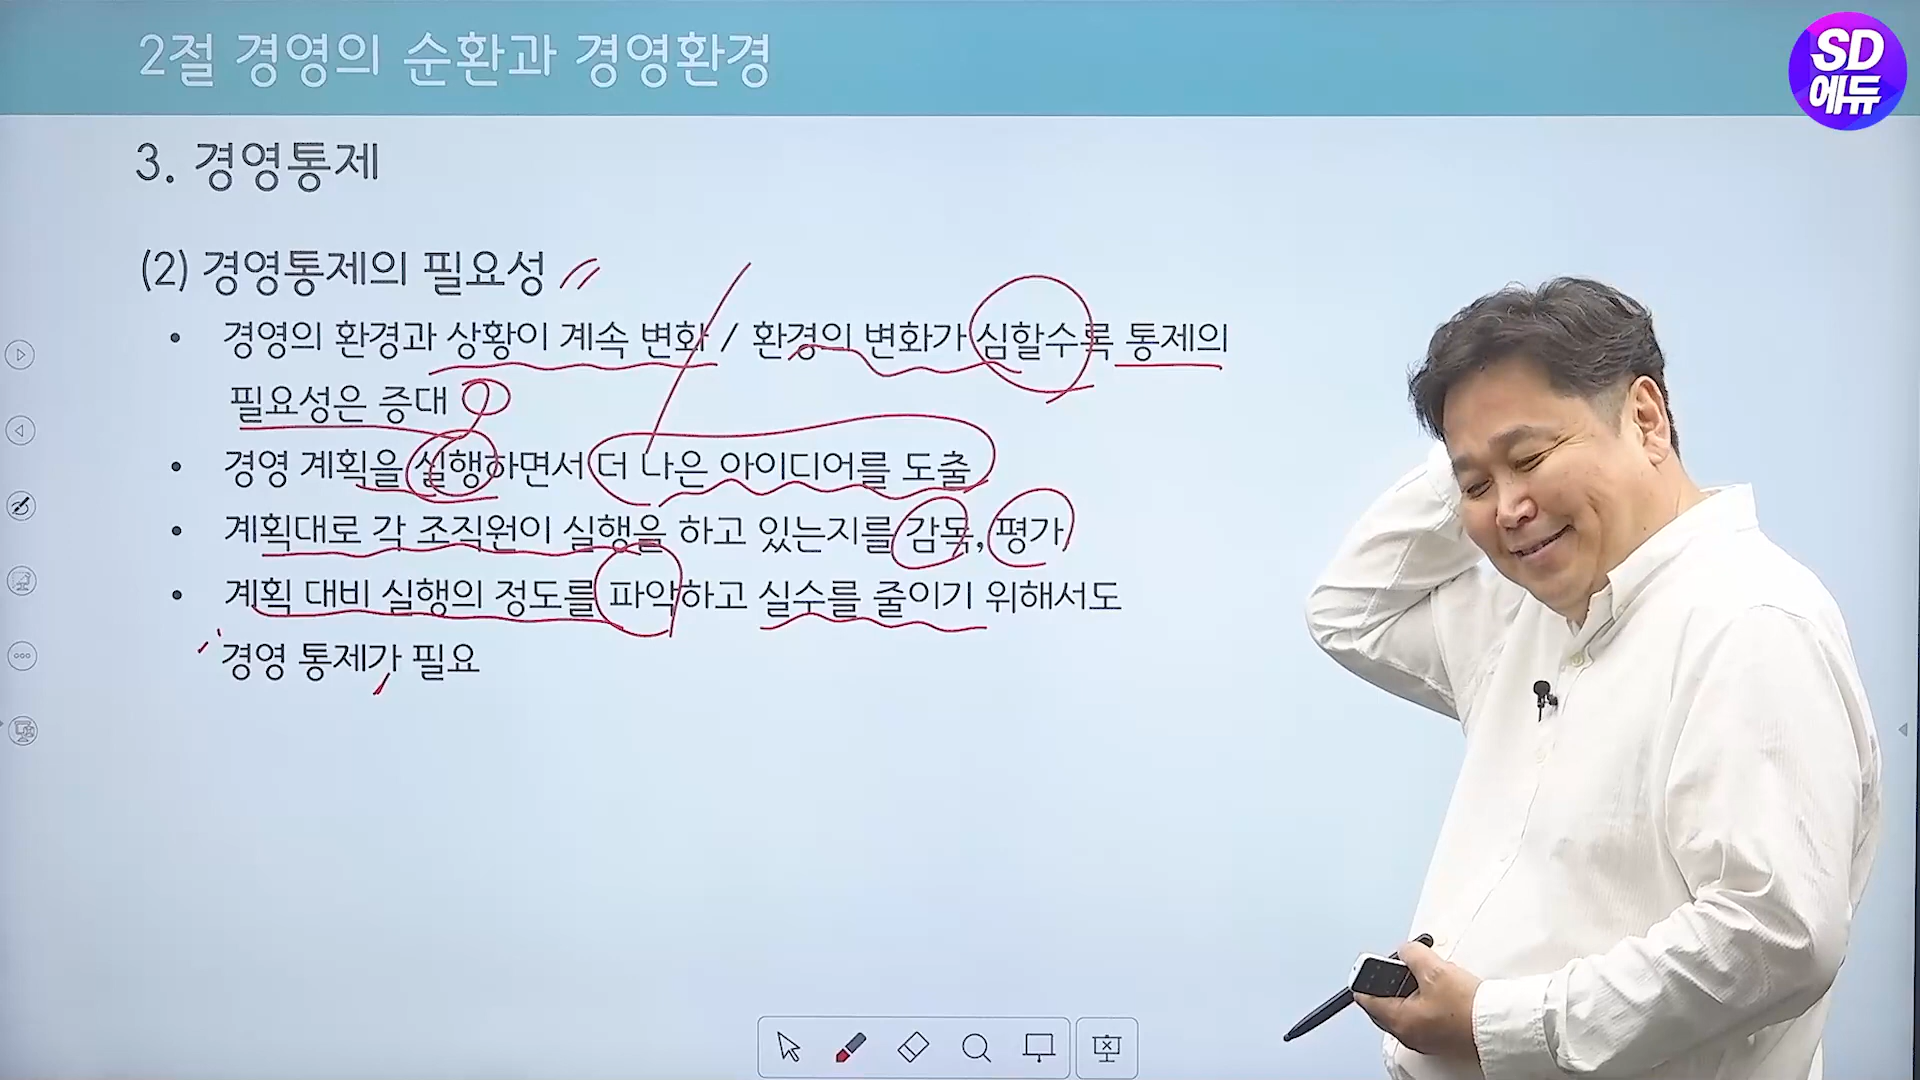 2절 경영의 순환과 경영환경
SD
에듀
3. 경영통제
(2) 경영통제의 필요성
• 경영의 환경과 상황이 계속 변화 / 환경의 변화가 심할수록 통제의
필요성은 증대
• 경영 계획을 실행하면서 더 나은 아이디어를 도출
• 계획대로 각 조직원이 실행을 하고 있는지를 감독, 평가
• 계획 대비 실행의 정도를 파악하고 실수를 줄이기 위해서도
경영 통제가 필요